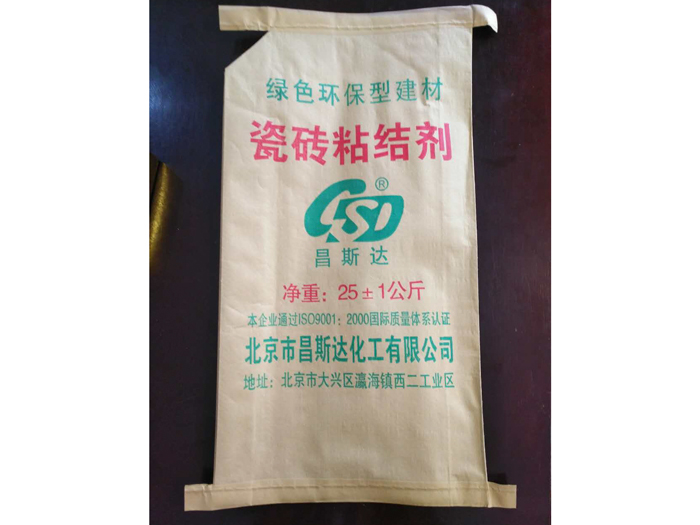 绿色环保型建材
瓷砖粘结剂
CSD®
昌斯达
净重：25±1公斤
本企业通过ISO9001：2000国际质量体系认证
北京市昌斯达化工有限公司
地址：北京市大兴区瀛海镇西二工业区